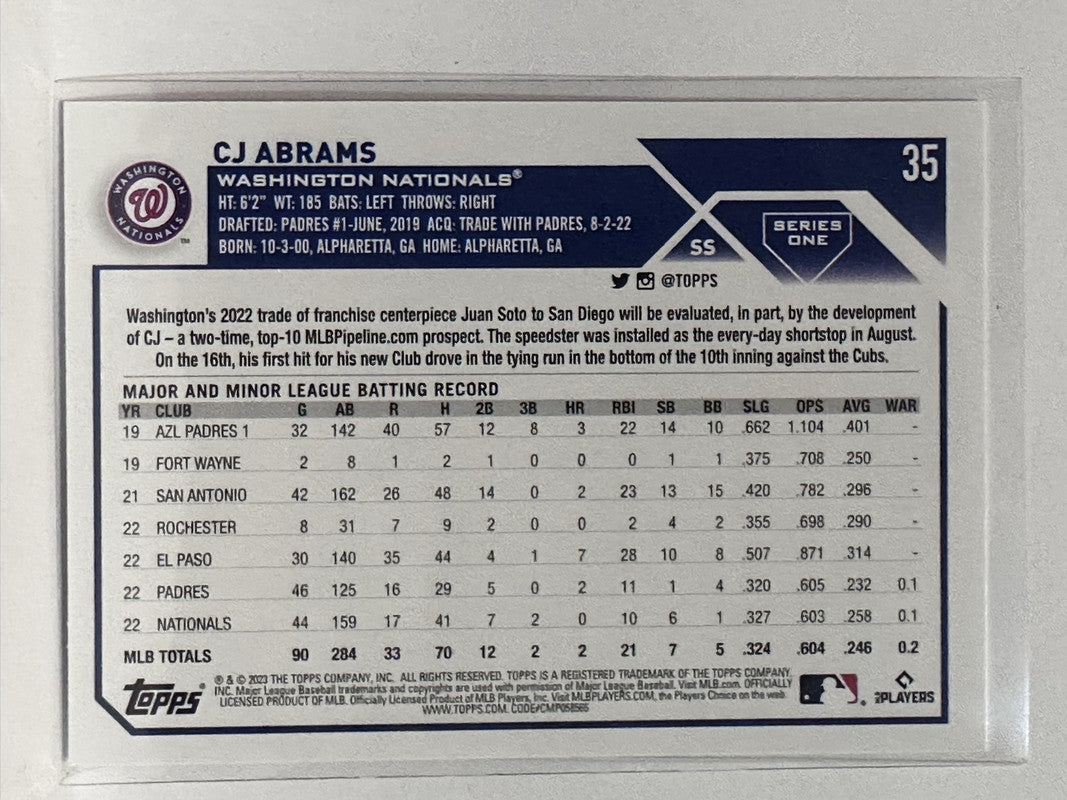 CJ ABRAMS
35
WASHINGTON NATIONALS
W
WASHINGTON NATIONALS®
HT: 6'2" WT: 185 BATS: LEFT THROWS: RIGHT
DRAFTED: PADRES #1-JUNE, 2019 ACQ: TRADE WITH PADRES, 8-2-22
BORN: 10-3-00, ALPHARETTA, GA HOME: ALPHARETTA, GA
SS
SERIES
ONE
@TOPPS
Washington's 2022 trade of franchise centerpiece Juan Soto to San Diego will be evaluated, in part, by the development
of CJ – a two-time, top-10 MLBPipeline.com prospect. The speedster was installed as the every-day shortstop in August.
On the 16th, his first hit for his new Club drove in the tying run in the bottom of the 10th inning against the Cubs.
MAJOR AND MINOR LEAGUE BATTING RECORD
YR CLUB G AB R H 2B 3B HR RBI SB BB SLG OPS AVG WAR
19 AZL PADRES 1 32 142 40 57 12 8 3 22 14 10 .662 1.104 .401 -
19 FORT WAYNE 2 8 1 2 1 0 0 0 1 1 .375 .708 .250 -
21 SAN ANTONIO 42 162 26 48 14 0 2 23 13 15 .420 .782 .296 -
22 ROCHESTER 8 31 7 9 2 0 0 2 4 2 .355 .698 .290 -
22 EL PASO 30 140 35 44 4 1 7 28 10 8 .507 .871 .314 -
22 PADRES 46 125 16 29 5 0 2 11 1 4 .320 .605 .232 0.1
22 NATIONALS 44 159 17 41 7 2 0 10 6 1 .327 .603 .258 0.1
MLB TOTALS 90 284 33 70 12 2 2 21 7 5 .324 .604 .246 0.2
Topps®
® & © 2023 THE TOPPS COMPANY, INC. ALL RIGHTS RESERVED. TOPPS IS A REGISTERED TRADEMARK OF THE TOPPS COMPANY,
INC. Major League Baseball trademarks and copyrights are used with permission of Major League Baseball. Visit MLB.com. OFFICIALLY
LICENSED PRODUCT OF MLB. Officially Licensed Product of MLB Players, Inc. Visit MLBPLAYERS.COM, the Players Choice on the web.
WWW.TOPPS.COM. CODE#CMP058565
PLAYERS